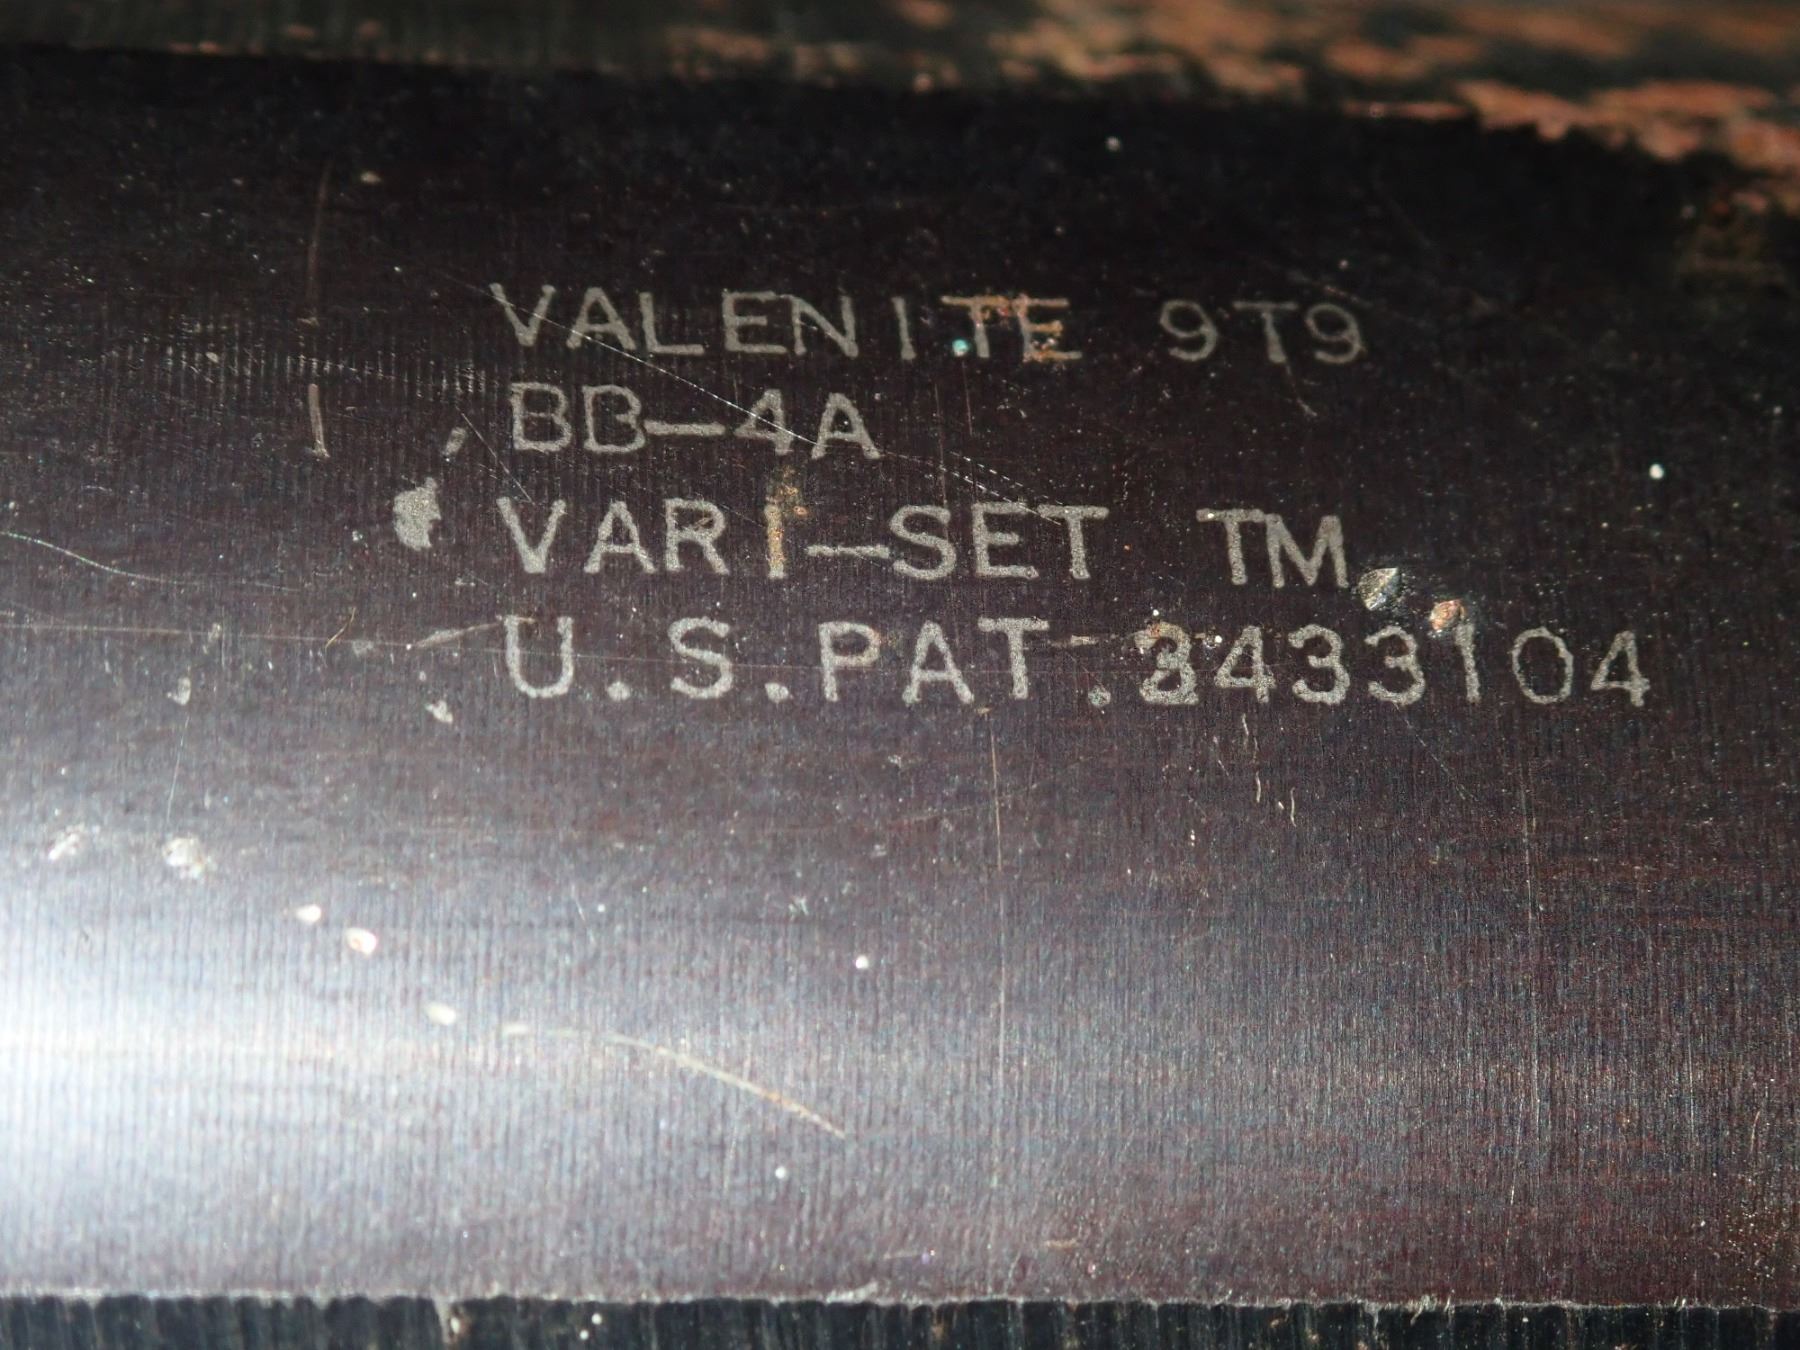 VALENITE 9T9
BB-4A
VARI-SET TM
U.S.PAT.3433104